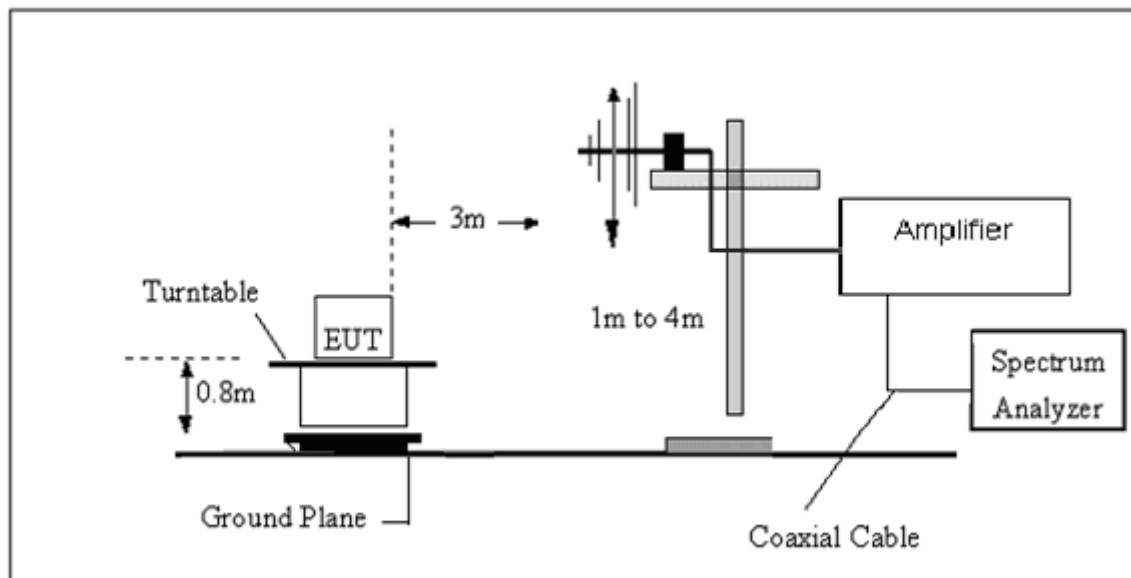 3m
Amplifier
Turntable
1m to 4m
EUT
0.8m
Spectrum
Analyzer
Ground Plane
Coaxial Cable